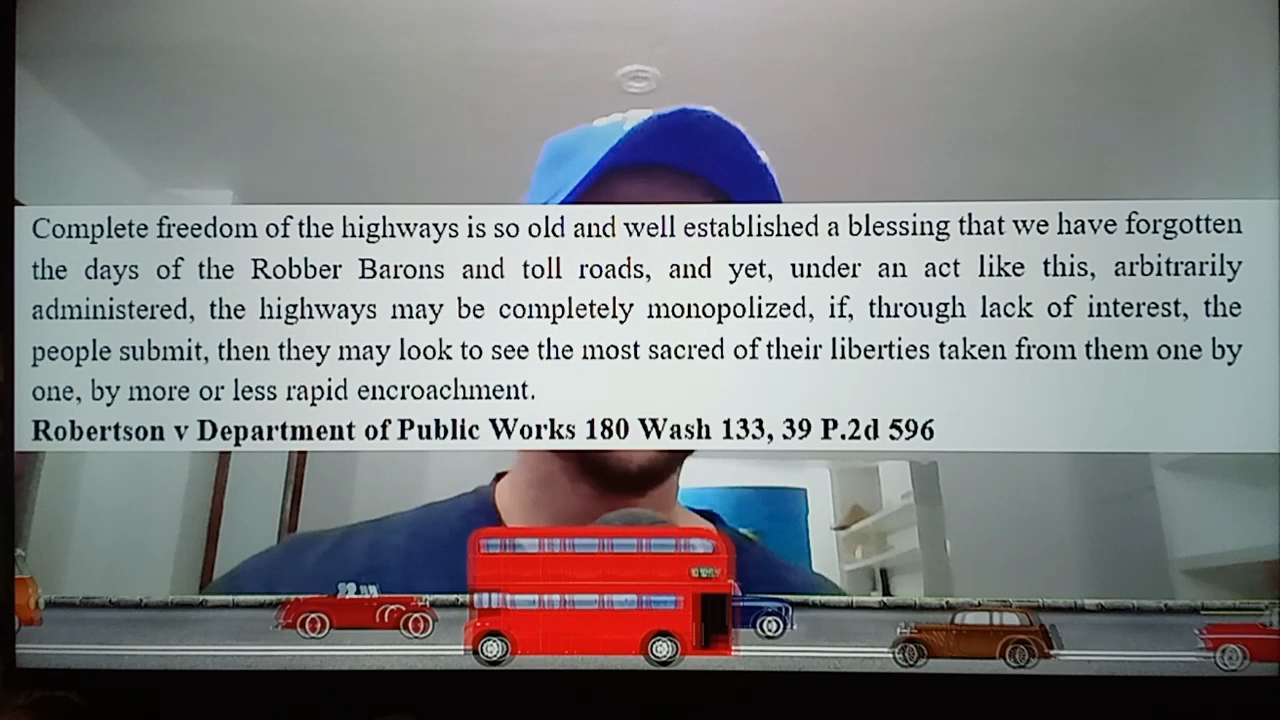 Complete freedom of the highways is so old and well established a blessing that we have forgotten
the days of the Robber Barons and toll roads, and yet, under an act like this, arbitrarily
administered, the highways may be completely monopolized, if, through lack of interest, the
people submit, then they may look to see the most sacred of their liberties taken from them one by
one, by more or less rapid encroachment.
Robertson v Department of Public Works 180 Wash 133, 39 P.2d 596